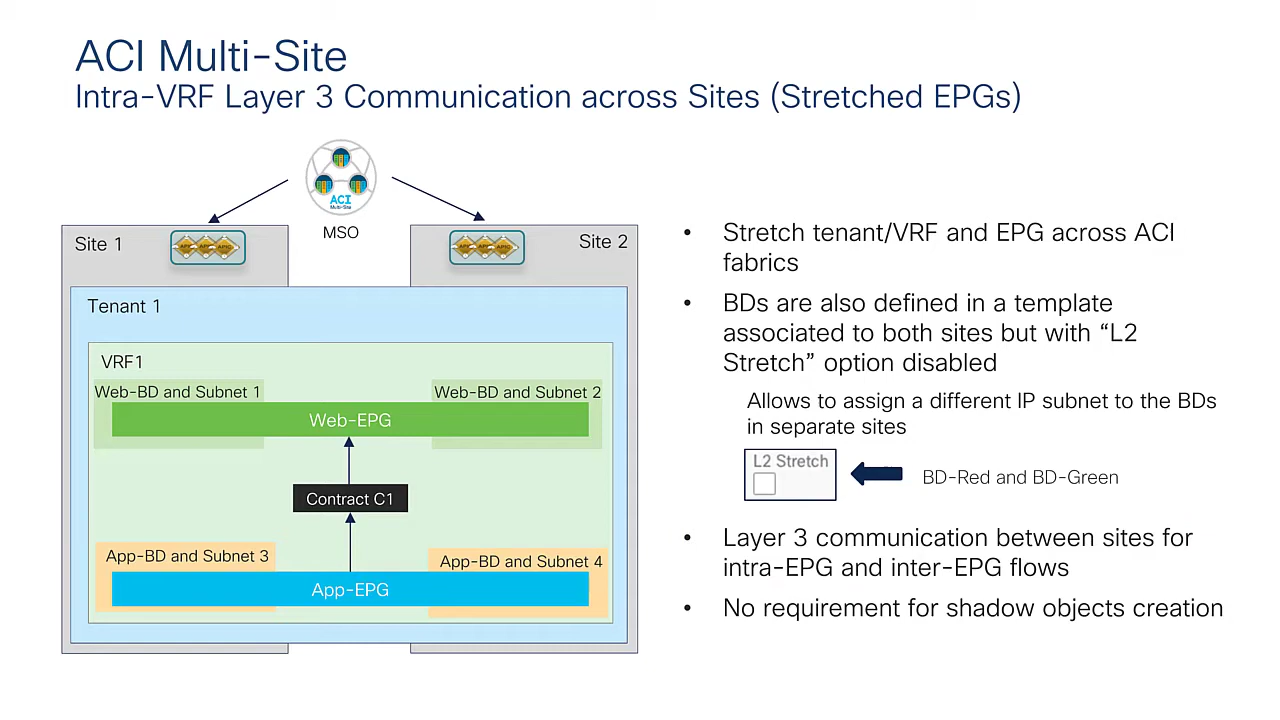 ACI Multi-Site
Intra-VRF Layer 3 Communication across Sites (Stretched EPGs)
ACI
Multi-Site
MSO
Site 1
APIC
Site 2
Tenant 1
VRF1
Web-BD and Subnet 1
Web-BD and Subnet 2
Web-EPG
Contract C1
App-BD and Subnet 3
App-BD and Subnet 4
App-EPG
• Stretch tenant/VRF and EPG across ACI
fabrics
• BDs are also defined in a template
associated to both sites but with “L2
Stretch” option disabled
Allows to assign a different IP subnet to the BDs
in separate sites
L2 Stretch
BD-Red and BD-Green
• Layer 3 communication between sites for
intra-EPG and inter-EPG flows
• No requirement for shadow objects creation